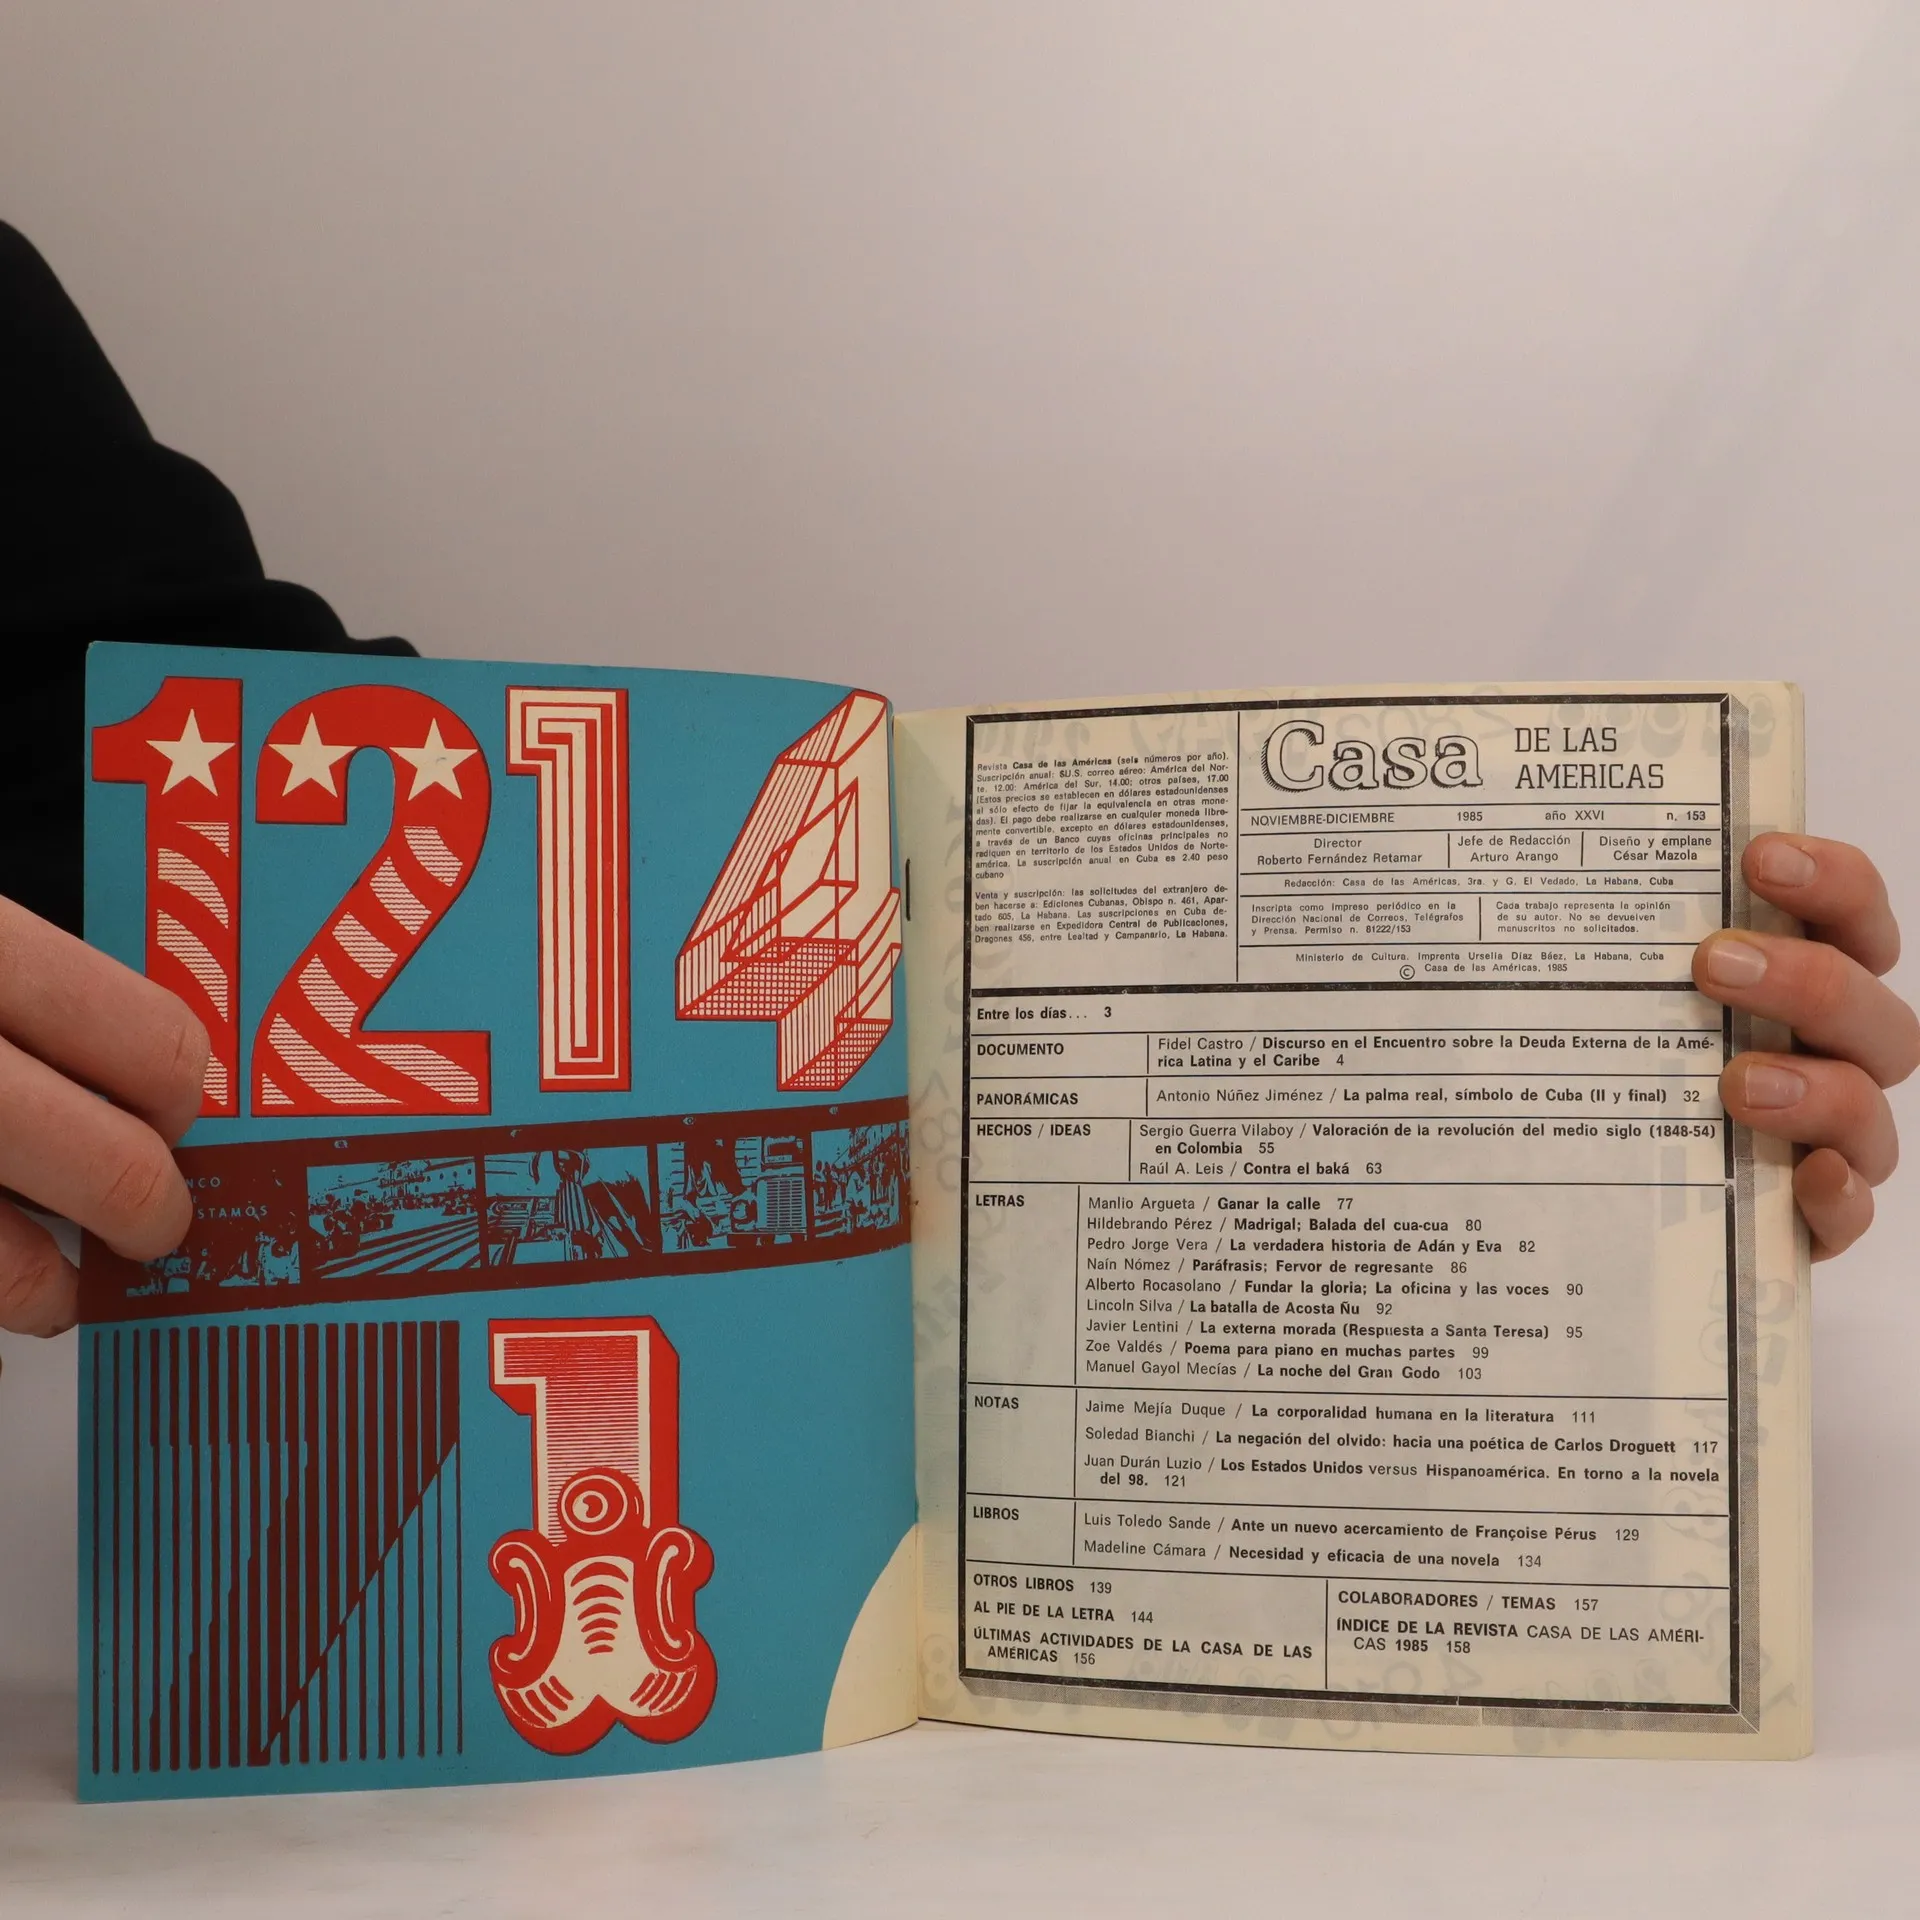 1214
NCO
STAMOS
1
Revista Casa de las Américas (seis números por año).
Suscripción anual: $U.S. correo aéreo: América del Nor-
te, 12.00; América del Sur, 14.00; otros países, 17.00
(Estos precios se establecen en dólares estadounidenses
al sólo efecto de fijar la equivalencia en otras mone-
das). El pago debe realizarse en cualquier moneda libre-
mente convertible, excepto en dólares estadounidenses,
a través de un Banco cuyas oficinas principales no
radiquen en territorio de los Estados Unidos de Norte-
américa. La suscripción anual en Cuba es 2.40 peso
cubano
Venta y suscripción: las solicitudes del extranjero de-
ben hacerse a: Ediciones Cubanas, Obispo n. 461, Apar-
tado 605, La Habana. Las suscripciones en Cuba de-
ben realizarse en Expedidora Central de Publicaciones,
Dragones 456, entre Lealtad y Campanario, La Habana.
Casa DE LAS
AMERICAS
NOVIEMBRE-DICIEMBRE 1985 año XXVI n. 153
Director
Roberto Fernández Retamar
Jefe de Redacción
Arturo Arango
Diseño y emplane
César Mazola
Redacción: Casa de las Américas, 3ra. y G. El Vedado, La Habana, Cuba
Inscripta como impreso periódico en la
Dirección Nacional de Correos, Telégrafos
y Prensa. Permiso n. 81222/153
Cada trabajo representa la opinión
de su autor. No se devuelven
manuscritos no solicitados.
Ministerio de Cultura. Imprenta Urselia Díaz Báez, La Habana, Cuba
© Casa de las Américas, 1985
Entre los días... 3
DOCUMENTO
Fidel Castro / Discurso en el Encuentro sobre la Deuda Externa de la Amé-
rica Latina y el Caribe 4
PANORÁMICAS
Antonio Núñez Jiménez / La palma real, símbolo de Cuba (II y final) 32
HECHOS / IDEAS
Sergio Guerra Vilaboy / Valoración de la revolución del medio siglo (1848-54)
en Colombia 55
Raúl A. Leis / Contra el baká 63
LETRAS
Manlio Argueta / Ganar la calle 77
Hildebrando Pérez / Madrigal; Balada del cua-cua 80
Pedro Jorge Vera / La verdadera historia de Adán y Eva 82
Naín Nómez / Paráfrasis; Fervor de regresante 86
Alberto Rocasolano / Fundar la gloria; La oficina y las voces 90
Lincoln Silva / La batalla de Acosta Ñu 92
Javier Lentini / La externa morada (Respuesta a Santa Teresa) 95
Zoe Valdés / Poema para piano en muchas partes 99
Manuel Gayol Mecías / La noche del Gran Godo 103
NOTAS
Jaime Mejía Duque / La corporalidad humana en la literatura 111
Soledad Bianchi / La negación del olvido: hacia una poética de Carlos Droguett 117
Juan Durán Luzio / Los Estados Unidos versus Hispanoamérica. En torno a la novela
del 98. 121
LIBROS
Luis Toledo Sande / Ante un nuevo acercamiento de Françoise Pérus 129
Madeline Cámara / Necesidad y eficacia de una novela 134
OTROS LIBROS 139
AL PIE DE LA LETRA 144
ÚLTIMAS ACTIVIDADES DE LA CASA DE LAS
AMÉRICAS 156
COLABORADORES / TEMAS 157
ÍNDICE DE LA REVISTA CASA DE LAS AMÉRI-
CAS 1985 158